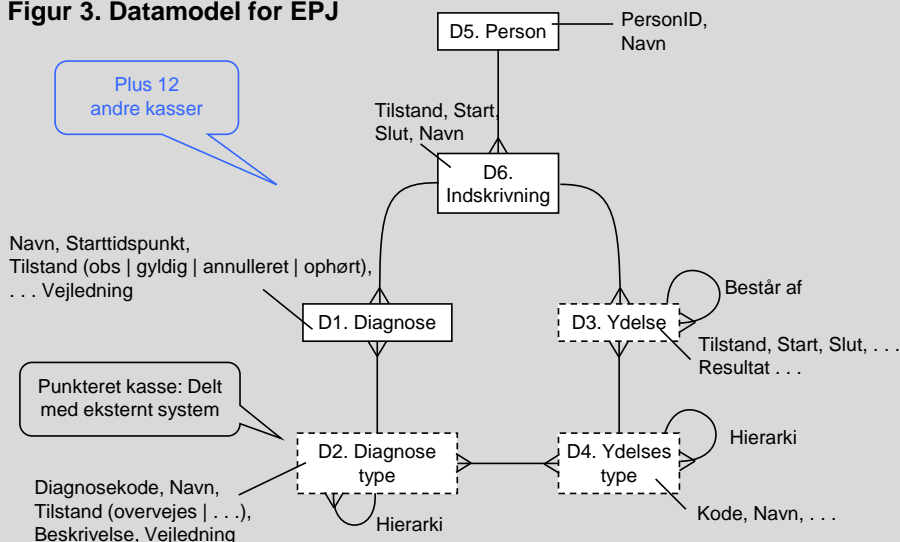 Figur 3. Datamodel for EPJ
D5. Person
PersonID,
Navn
Plus 12
andre kasser
Tilstand, Start,
Slut, Navn
D6.
Indskrivning
Navn, Starttidspunkt,
Tilstand (obs | gyldig | annulleret | ophørt),
. . . Vejledning
D1. Diagnose
D3. Ydelse
Består af
Tilstand, Start, Slut, . . .
Resultat . . .
Punkteret kasse: Delt
med eksternt system
D2. Diagnose
type
D4. Ydelses
type
Hierarki
Diagnosekode, Navn,
Tilstand (overvejes | . . .),
Beskrivelse, Vejledning
Hierarki
Kode, Navn, . . .